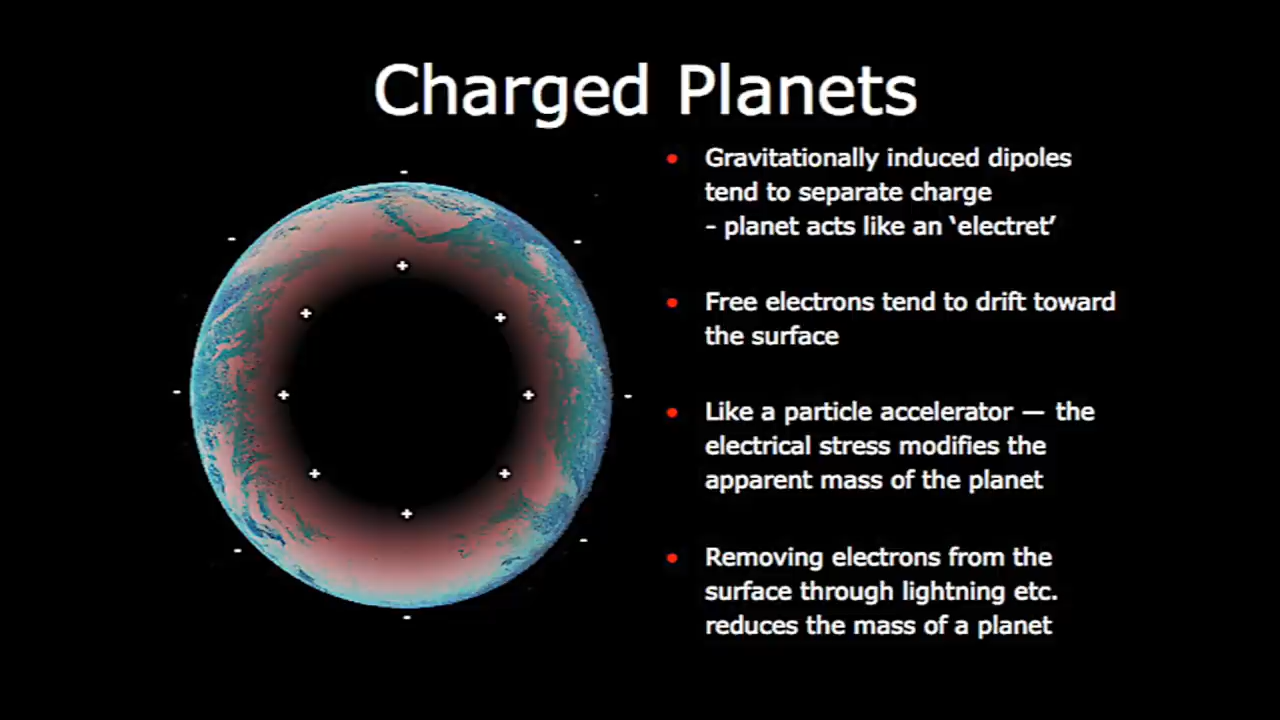 Charged Planets
• Gravitationally induced dipoles
tend to separate charge
- planet acts like an ‘electret’
• Free electrons tend to drift toward
the surface
• Like a particle accelerator — the
electrical stress modifies the
apparent mass of the planet
• Removing electrons from the
surface through lightning etc.
reduces the mass of a planet
-
- -
+
+ +
- + + -
+ +
+
- -
-